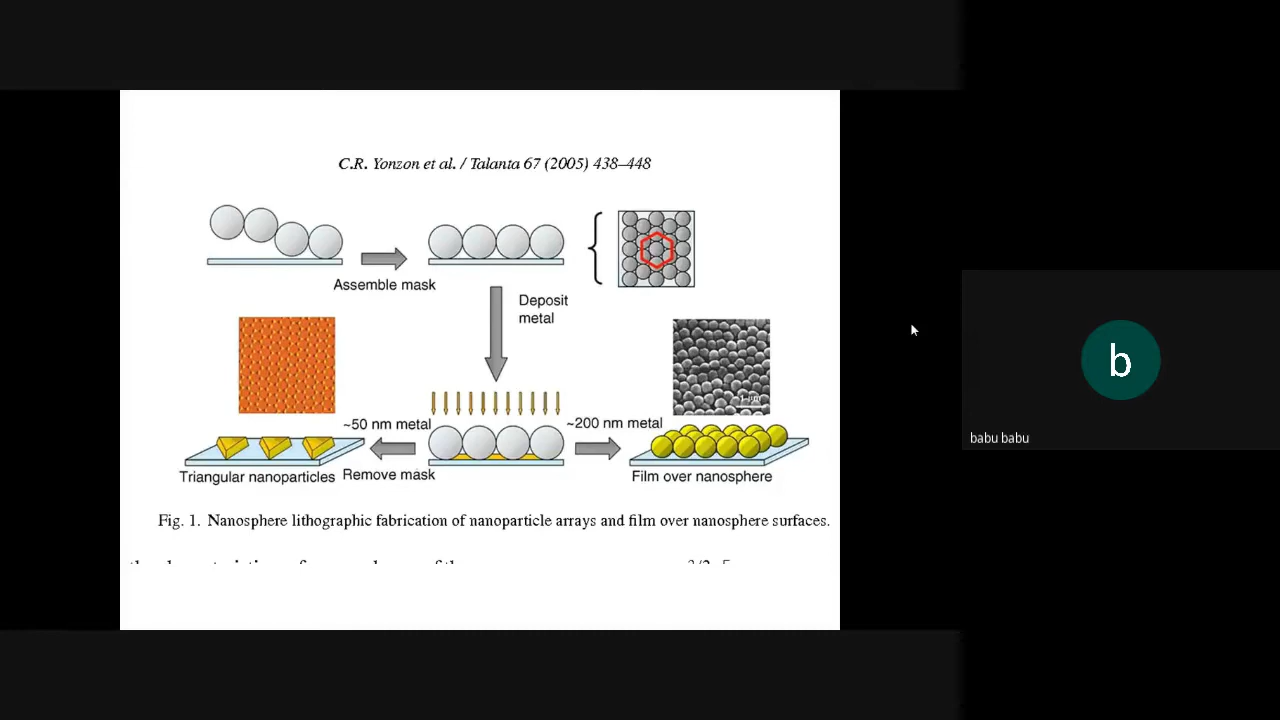 C.R. Yonzon et al. / Talanta 67 (2005) 438–448
Assemble mask
Deposit
metal
~50 nm metal
~200 nm metal
1 µm
Triangular nanoparticles
Remove mask
Film over nanosphere
Fig. 1. Nanosphere lithographic fabrication of nanoparticle arrays and film over nanosphere surfaces.
b
babu babu